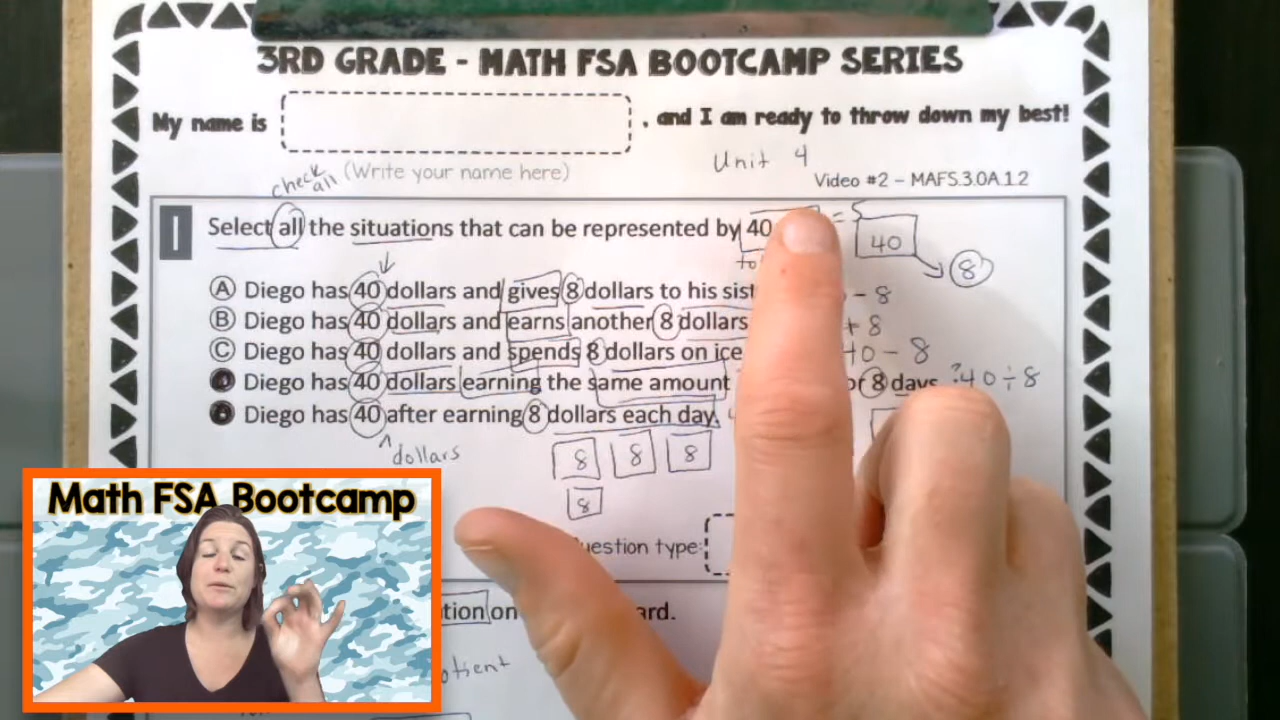 3RD GRADE - MATH FSA BOOTCAMP SERIES
My name is , and I am ready to throw down my best!
(Write your name here)
Unit 4
check all
Video #2 – MAFS.3.OA.1.2
1 Select all the situations that can be represented by 40 = 5
40
8
A Diego has 40 dollars and gives 8 dollars to his - 8
B Diego has 40 dollars and earns another 8 dollars + 8
C Diego has 40 dollars and spends 8 dollars on ice 40 - 8
Diego has 40 dollars earning the same amount 8 days ? 40 ÷ 8
Diego has 40 after earning 8 dollars each day.
^ dollars
8 8 8
8
Math FSA Bootcamp
question type:
on